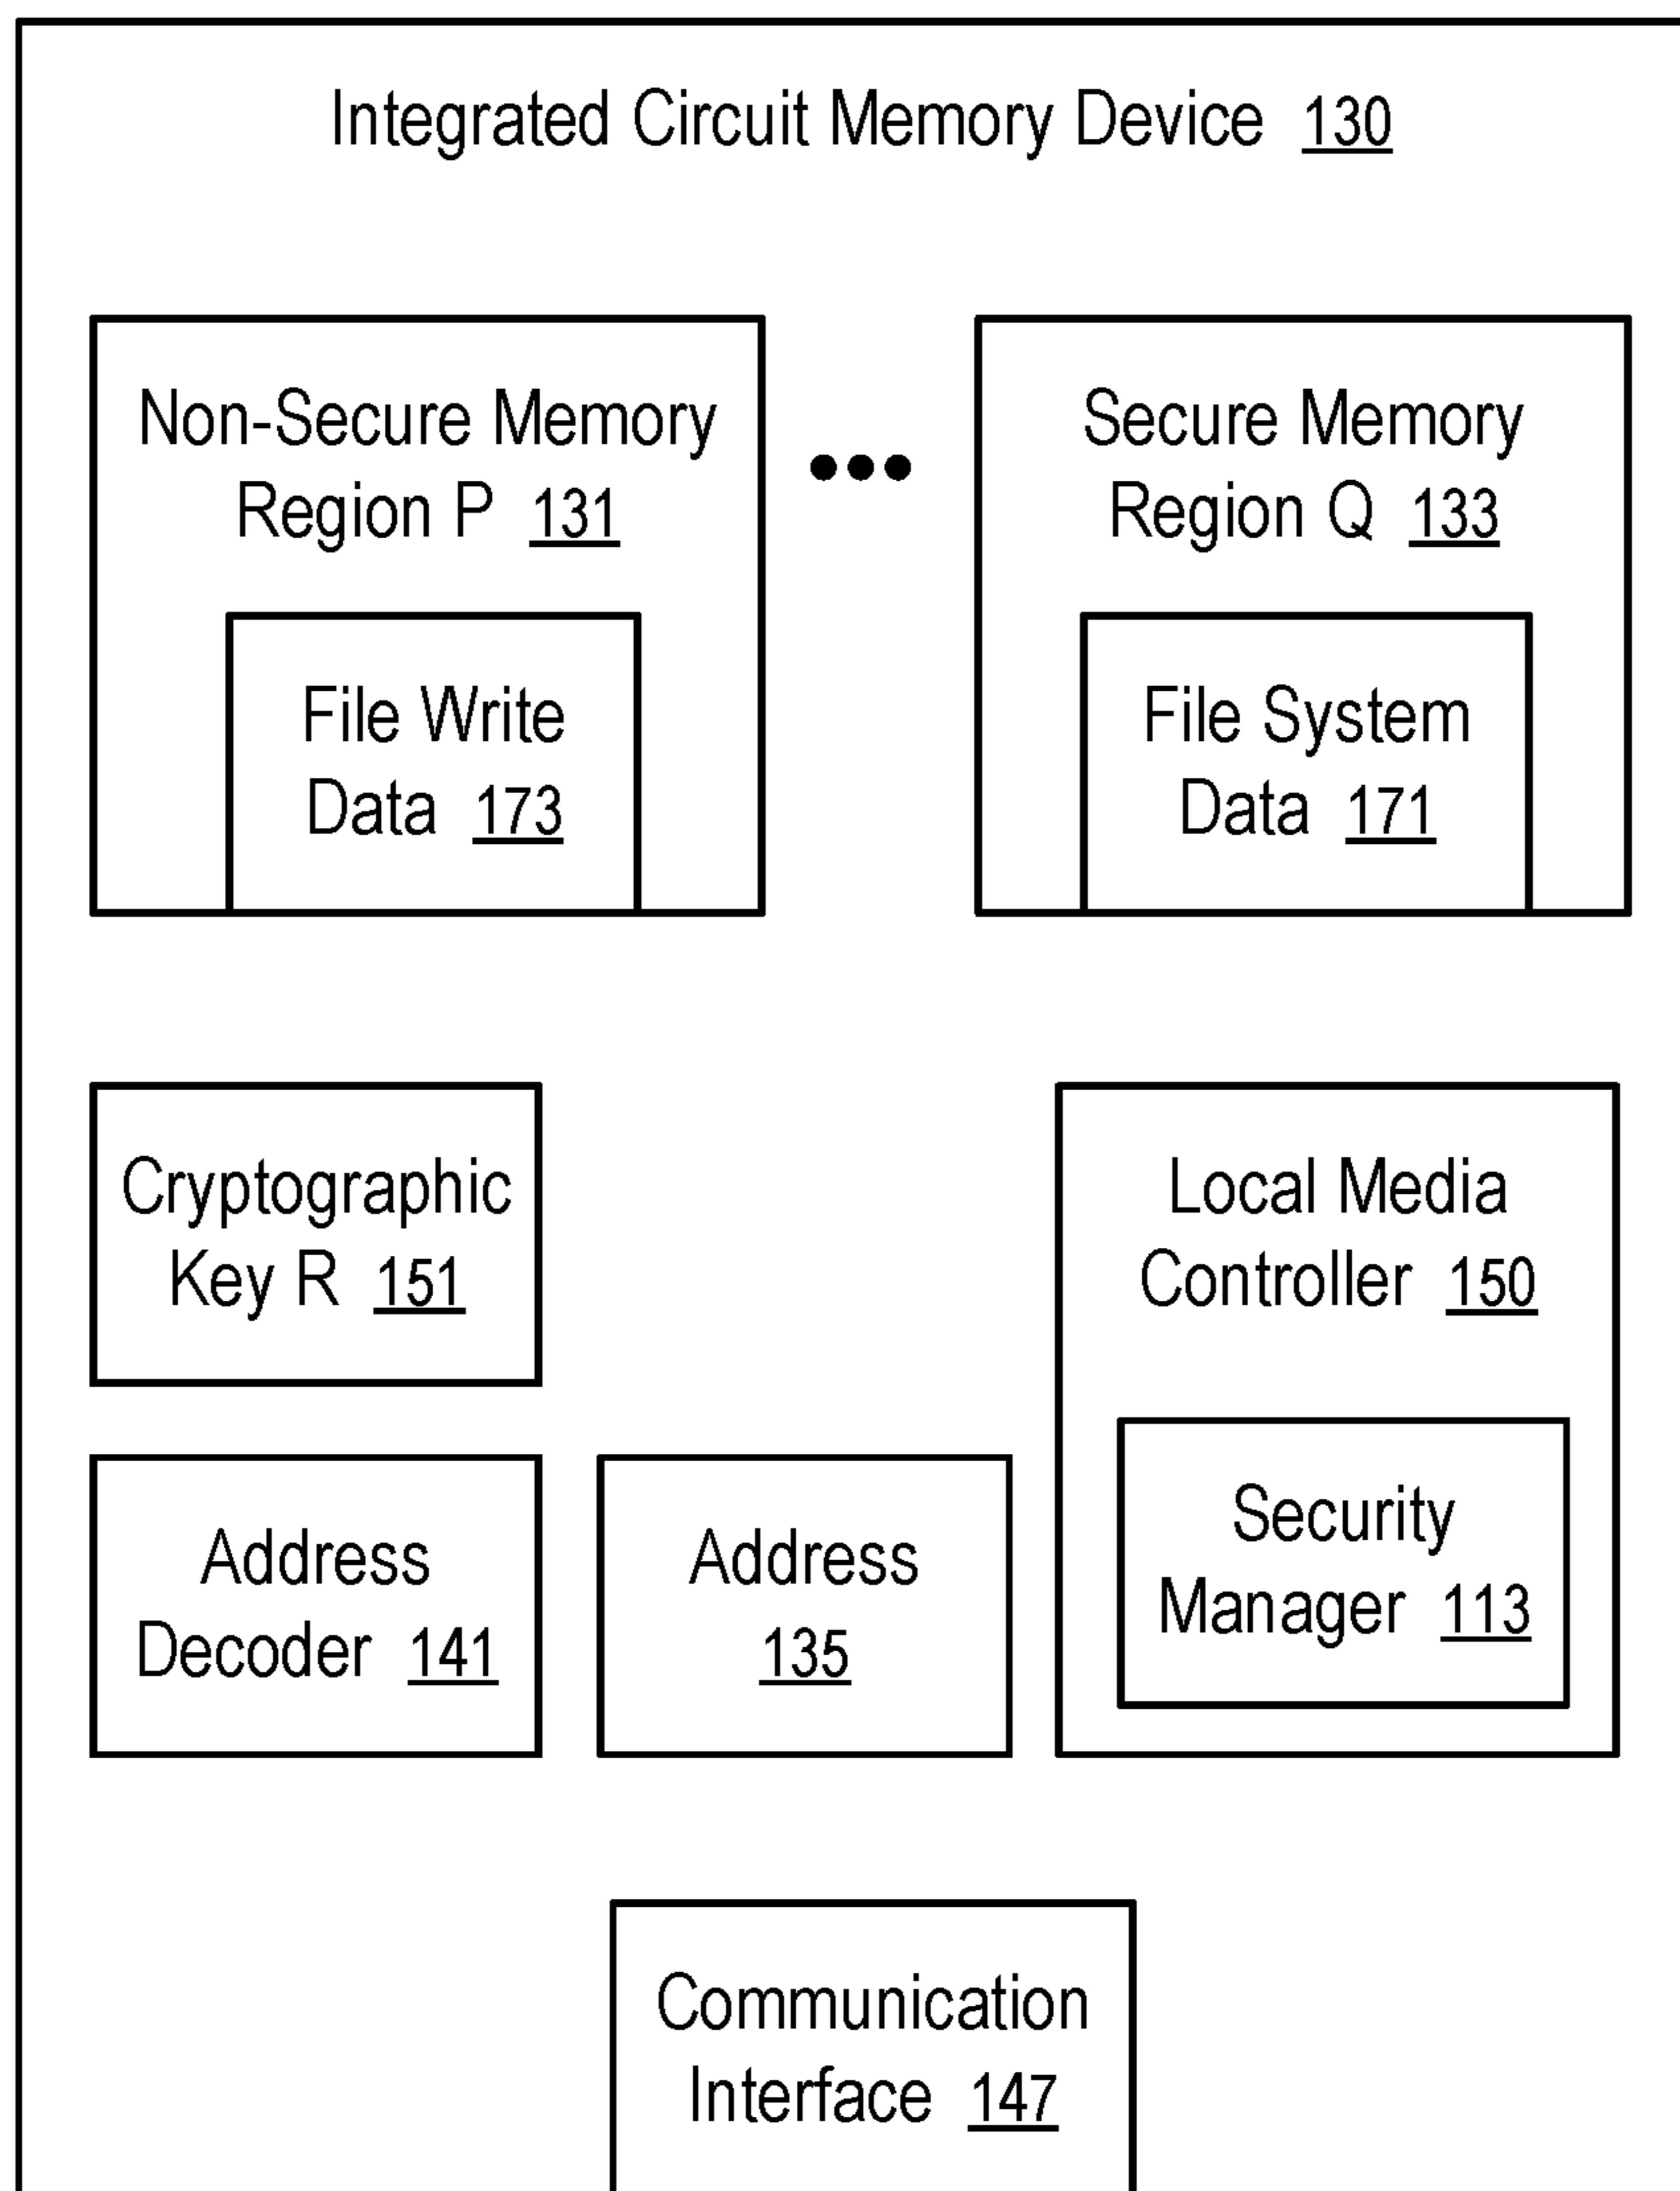 Integrated Circuit Memory Device 130
Non-Secure Memory
Region P 131
Secure Memory
Region Q 133
File Write
Data 173
File System
Data 171
Cryptographic
Key R 151
Local Media
Controller 150
Address
Decoder 141
Address
135
Security
Manager 113
Communication
Interface 147